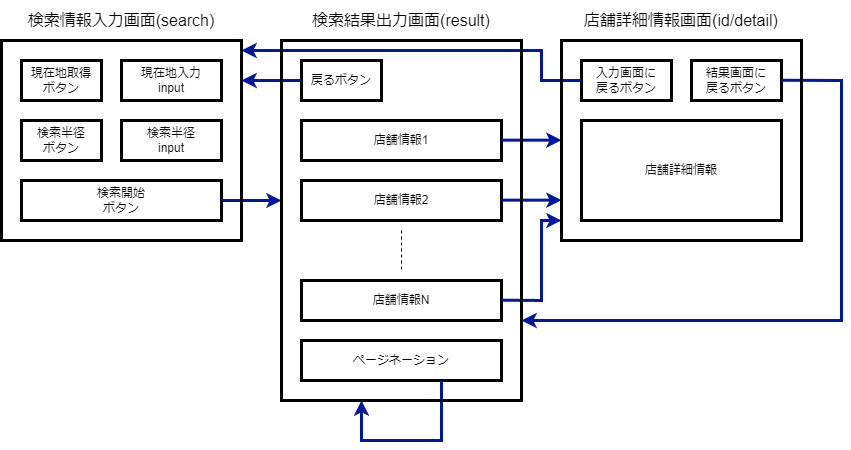 検索情報入力画面(search)
現在地取得
ボタン
現在地入力
input
検索半径
ボタン
検索半径
input
検索開始
ボタン
検索結果出力画面(result)
戻るボタン
店舗情報1
店舗情報2
店舗情報N
ページネーション
店舗詳細情報画面(id/detail)
入力画面に
戻るボタン
結果画面に
戻るボタン
店舗詳細情報